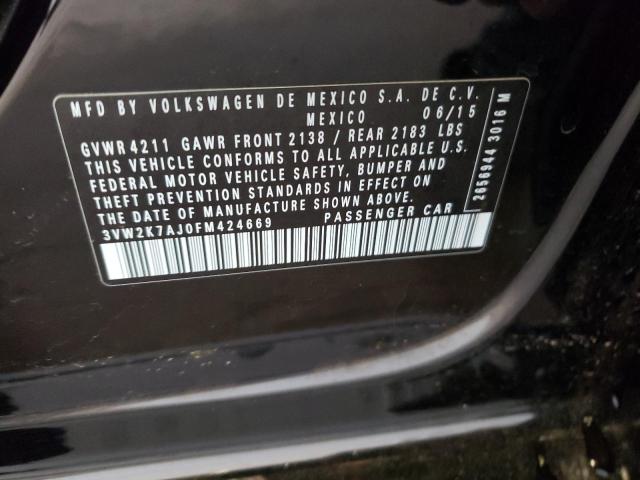 MFD BY VOLKSWAGEN DE MEXICO S.A. DE C.V.
MEXICO 06/15
GVWR 4211 GAWR FRONT 2138 / REAR 2183 LBS
THIS VEHICLE CONFORMS TO ALL APPLICABLE U.S.
FEDERAL MOTOR VEHICLE SAFETY, BUMPER AND
THEFT PREVENTION STANDARDS IN EFFECT ON
THE DATE OF MANUFACTURE SHOWN ABOVE.
3VW2K7AJ0FM424669 PASSENGER CAR
2656944 3016 M